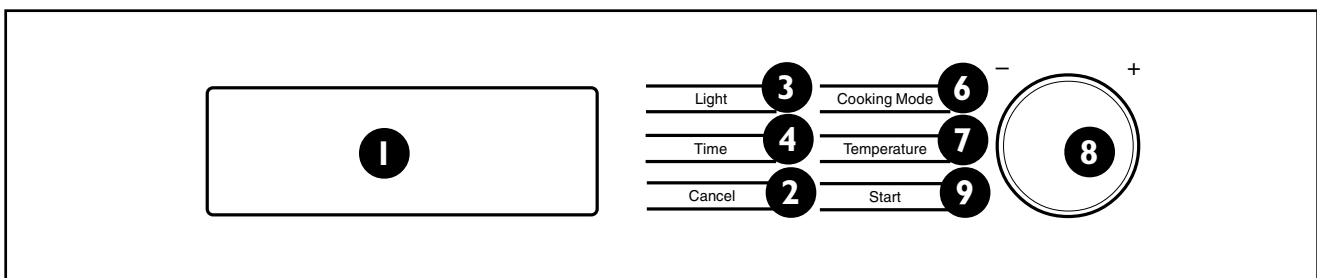 − +
3 6
Light Cooking Mode
1 4 7 8
Time Temperature
2 9
Cancel Start